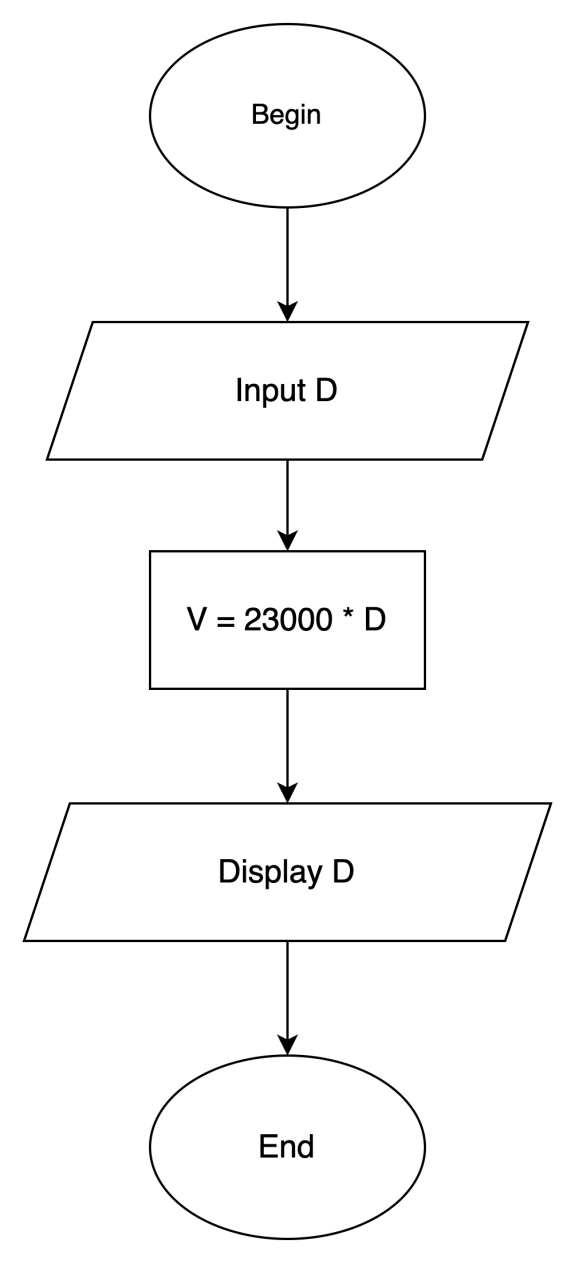 Begin
Input D
V = 23000 * D
Display D
End